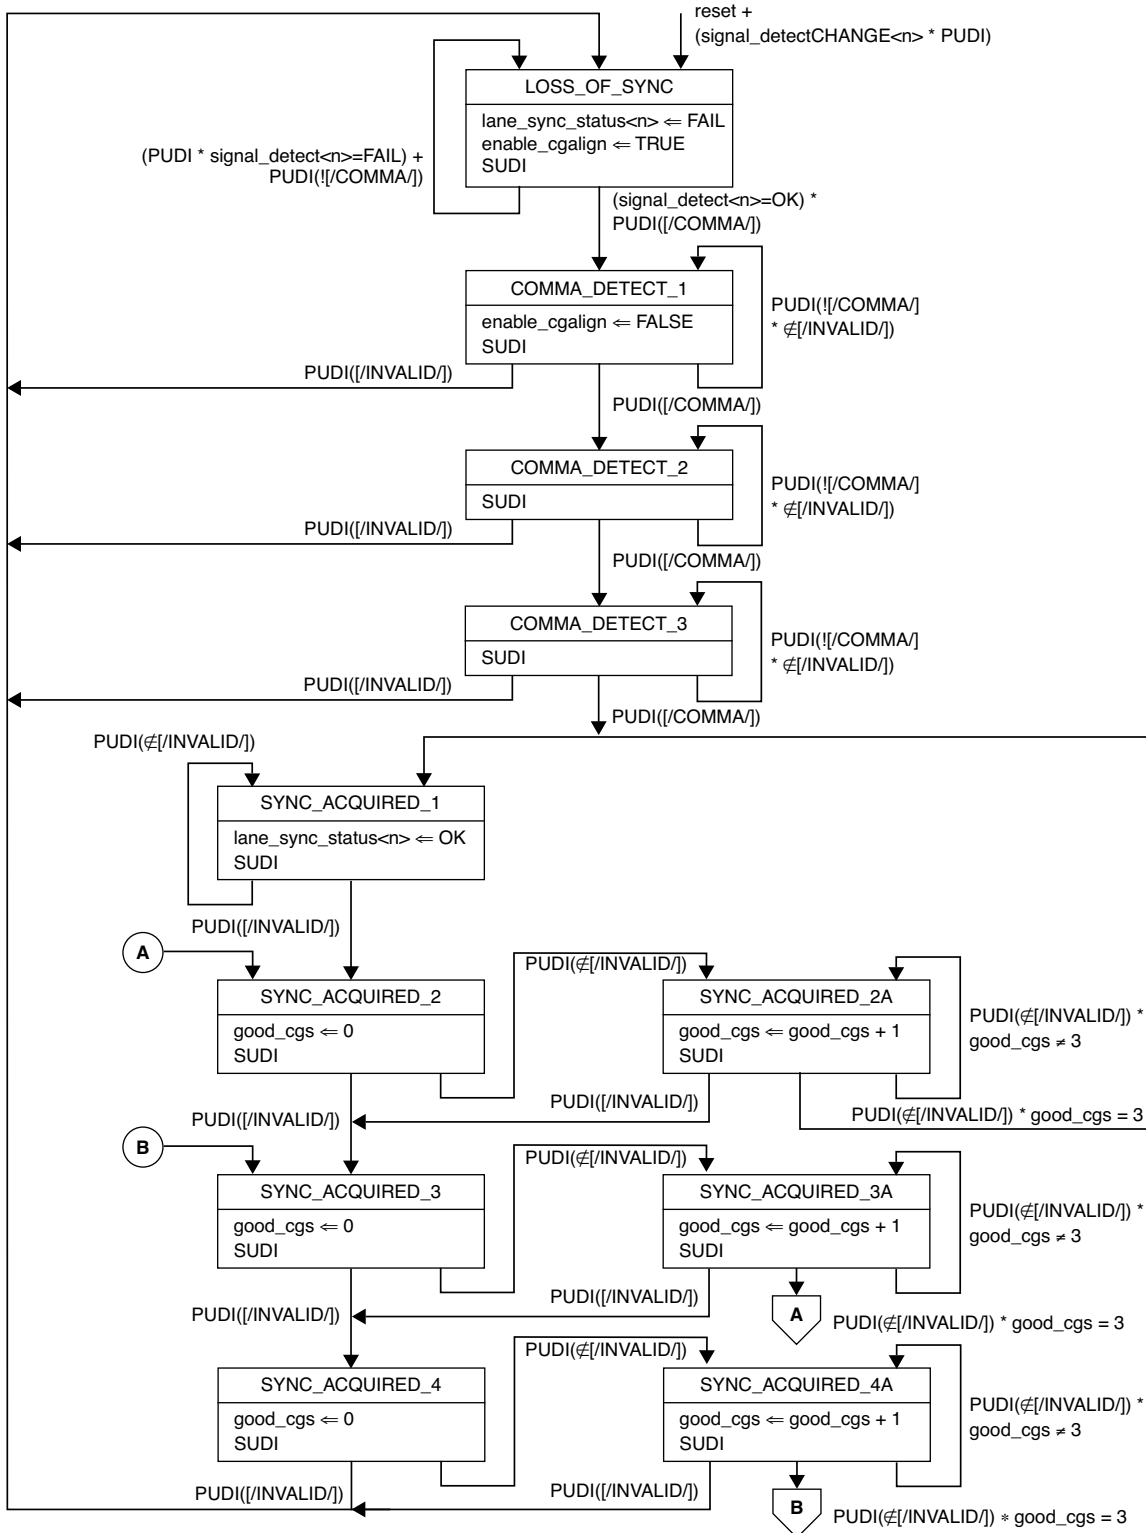 reset +
(signal_detectCHANGE<n> * PUDI)
LOSS_OF_SYNC
lane_sync_status<n> ⇐ FAIL
enable_cgalign ⇐ TRUE
SUDI
(PUDI * signal_detect<n>=FAIL) +
PUDI(![/COMMA/])
(signal_detect<n>=OK) *
PUDI([/COMMA/])
COMMA_DETECT_1
enable_cgalign ⇐ FALSE
SUDI
PUDI(![/COMMA/]
* ∉[/INVALID/])
PUDI([/INVALID/])
PUDI([/COMMA/])
COMMA_DETECT_2
SUDI
PUDI(![/COMMA/]
* ∉[/INVALID/])
PUDI([/INVALID/])
PUDI([/COMMA/])
COMMA_DETECT_3
SUDI
PUDI(![/COMMA/]
* ∉[/INVALID/])
PUDI([/INVALID/])
PUDI([/COMMA/])
PUDI(∉[/INVALID/])
SYNC_ACQUIRED_1
lane_sync_status<n> ⇐ OK
SUDI
PUDI([/INVALID/])
A
PUDI(∉[/INVALID/])
SYNC_ACQUIRED_2
good_cgs ⇐ 0
SUDI
SYNC_ACQUIRED_2A
good_cgs ⇐ good_cgs + 1
SUDI
PUDI(∉[/INVALID/]) *
good_cgs ≠ 3
PUDI([/INVALID/])
PUDI([/INVALID/])
PUDI(∉[/INVALID/]) * good_cgs = 3
B
PUDI(∉[/INVALID/])
SYNC_ACQUIRED_3
good_cgs ⇐ 0
SUDI
SYNC_ACQUIRED_3A
good_cgs ⇐ good_cgs + 1
SUDI
PUDI(∉[/INVALID/]) *
good_cgs ≠ 3
PUDI([/INVALID/])
PUDI([/INVALID/])
A
PUDI(∉[/INVALID/]) * good_cgs = 3
PUDI(∉[/INVALID/])
SYNC_ACQUIRED_4
good_cgs ⇐ 0
SUDI
SYNC_ACQUIRED_4A
good_cgs ⇐ good_cgs + 1
SUDI
PUDI(∉[/INVALID/]) *
good_cgs ≠ 3
PUDI([/INVALID/])
PUDI([/INVALID/])
B
PUDI(∉[/INVALID/]) * good_cgs = 3